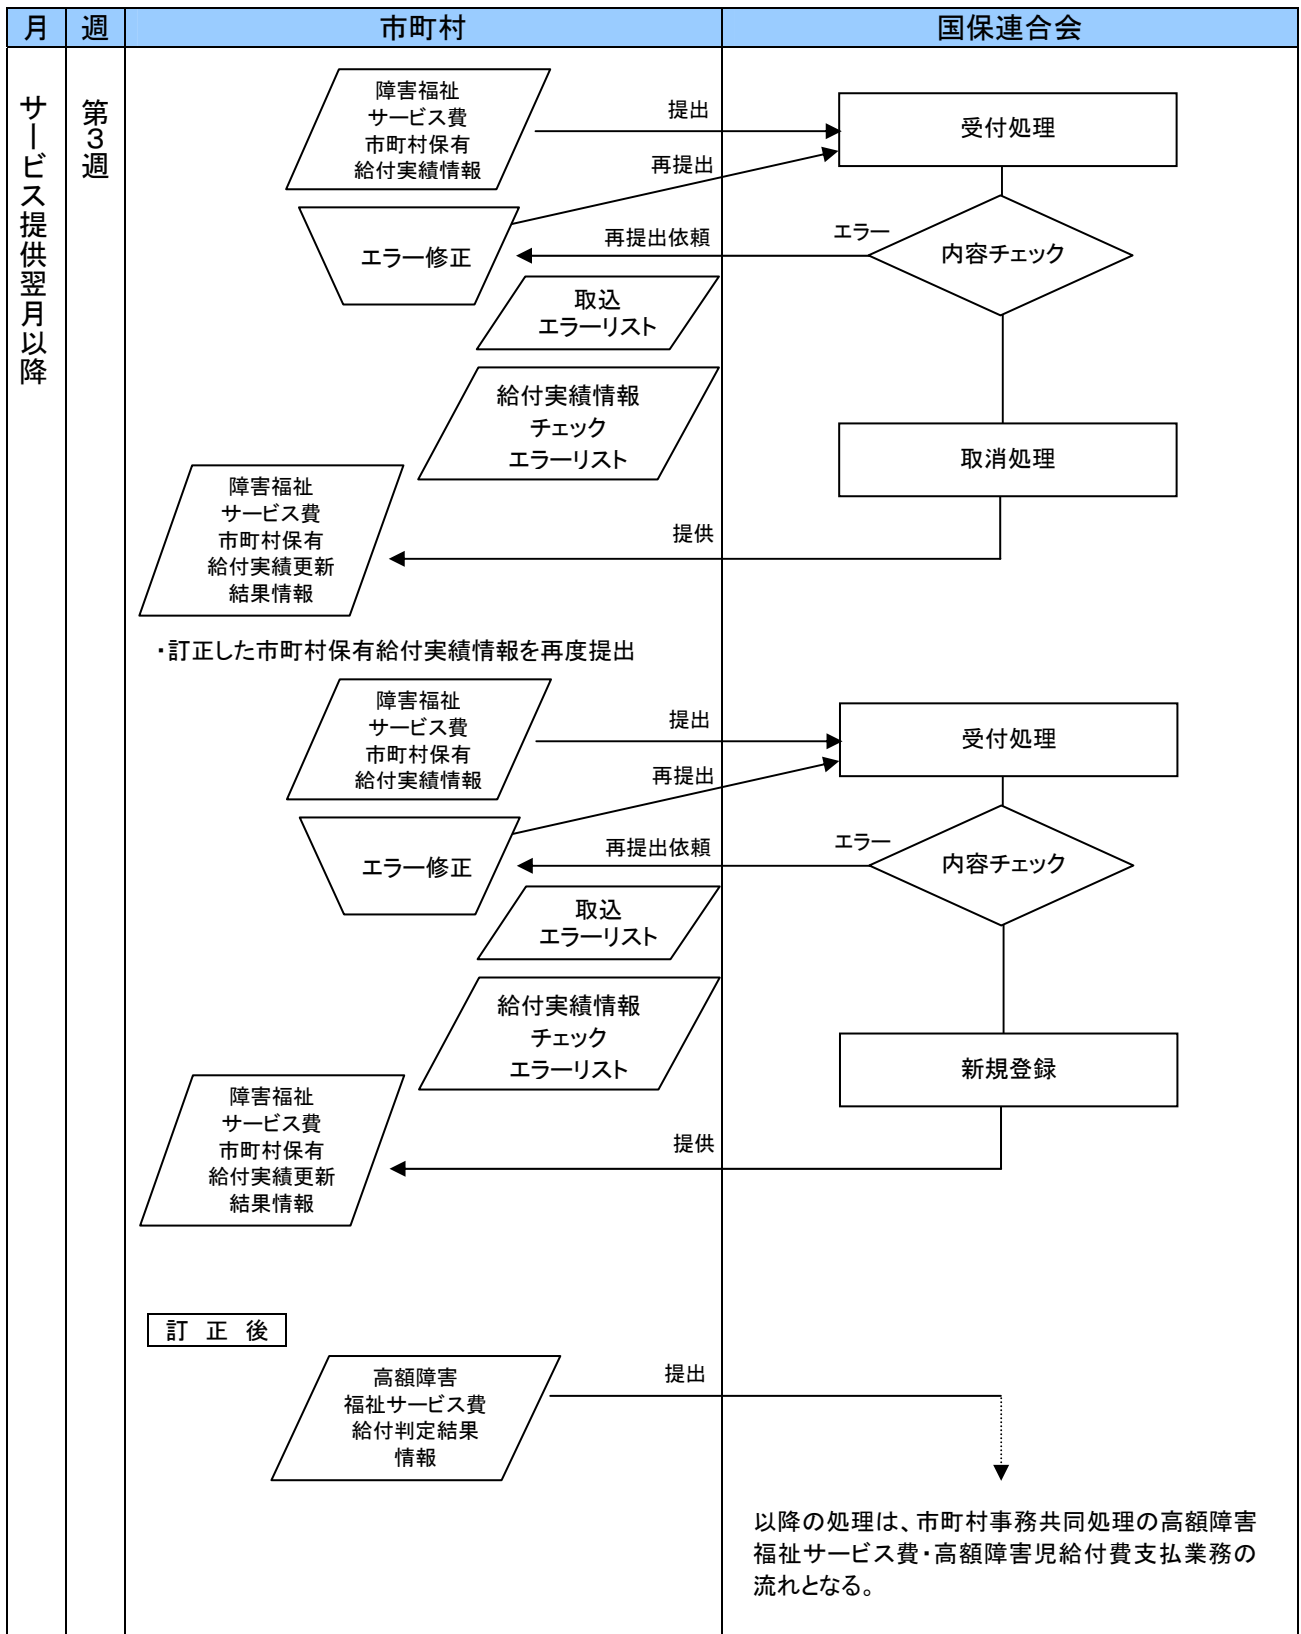 月
週
市町村
国保連合会
サービス提供翌月以降
第3週
障害福祉
サービス費
市町村保有
給付実績情報
提出
受付処理
再提出
エラー修正
再提出依頼
エラー
内容チェック
取込
エラーリスト
給付実績情報
チェック
エラーリスト
取消処理
障害福祉
サービス費
市町村保有
給付実績更新
結果情報
提供
・訂正した市町村保有給付実績情報を再度提出
障害福祉
サービス費
市町村保有
給付実績情報
提出
受付処理
再提出
エラー修正
再提出依頼
エラー
内容チェック
取込
エラーリスト
給付実績情報
チェック
エラーリスト
新規登録
障害福祉
サービス費
市町村保有
給付実績更新
結果情報
提供
訂 正 後
高額障害
福祉サービス費
給付判定結果
情報
提出
以降の処理は、市町村事務共同処理の高額障害
福祉サービス費・高額障害児給付費支払業務の
流れとなる。